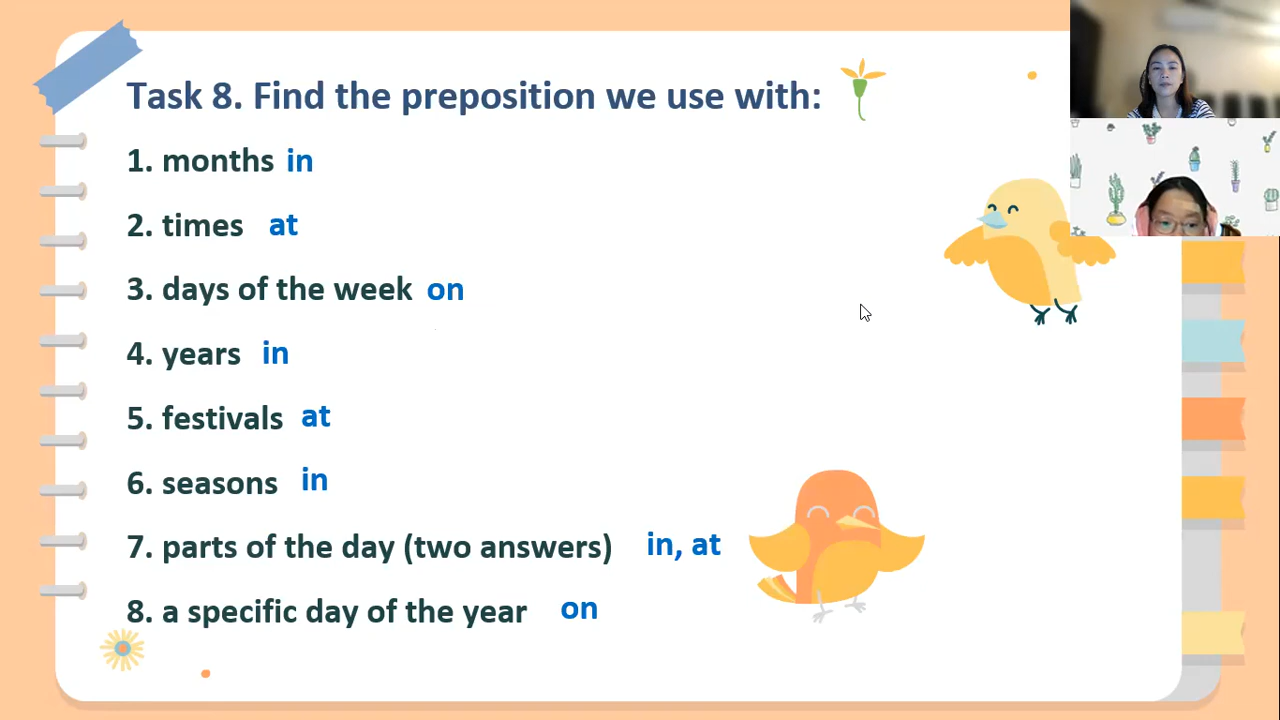 Task 8. Find the preposition we use with:
1. months in
2. times at
3. days of the week on
4. years in
5. festivals at
6. seasons in
7. parts of the day (two answers) in, at
8. a specific day of the year on